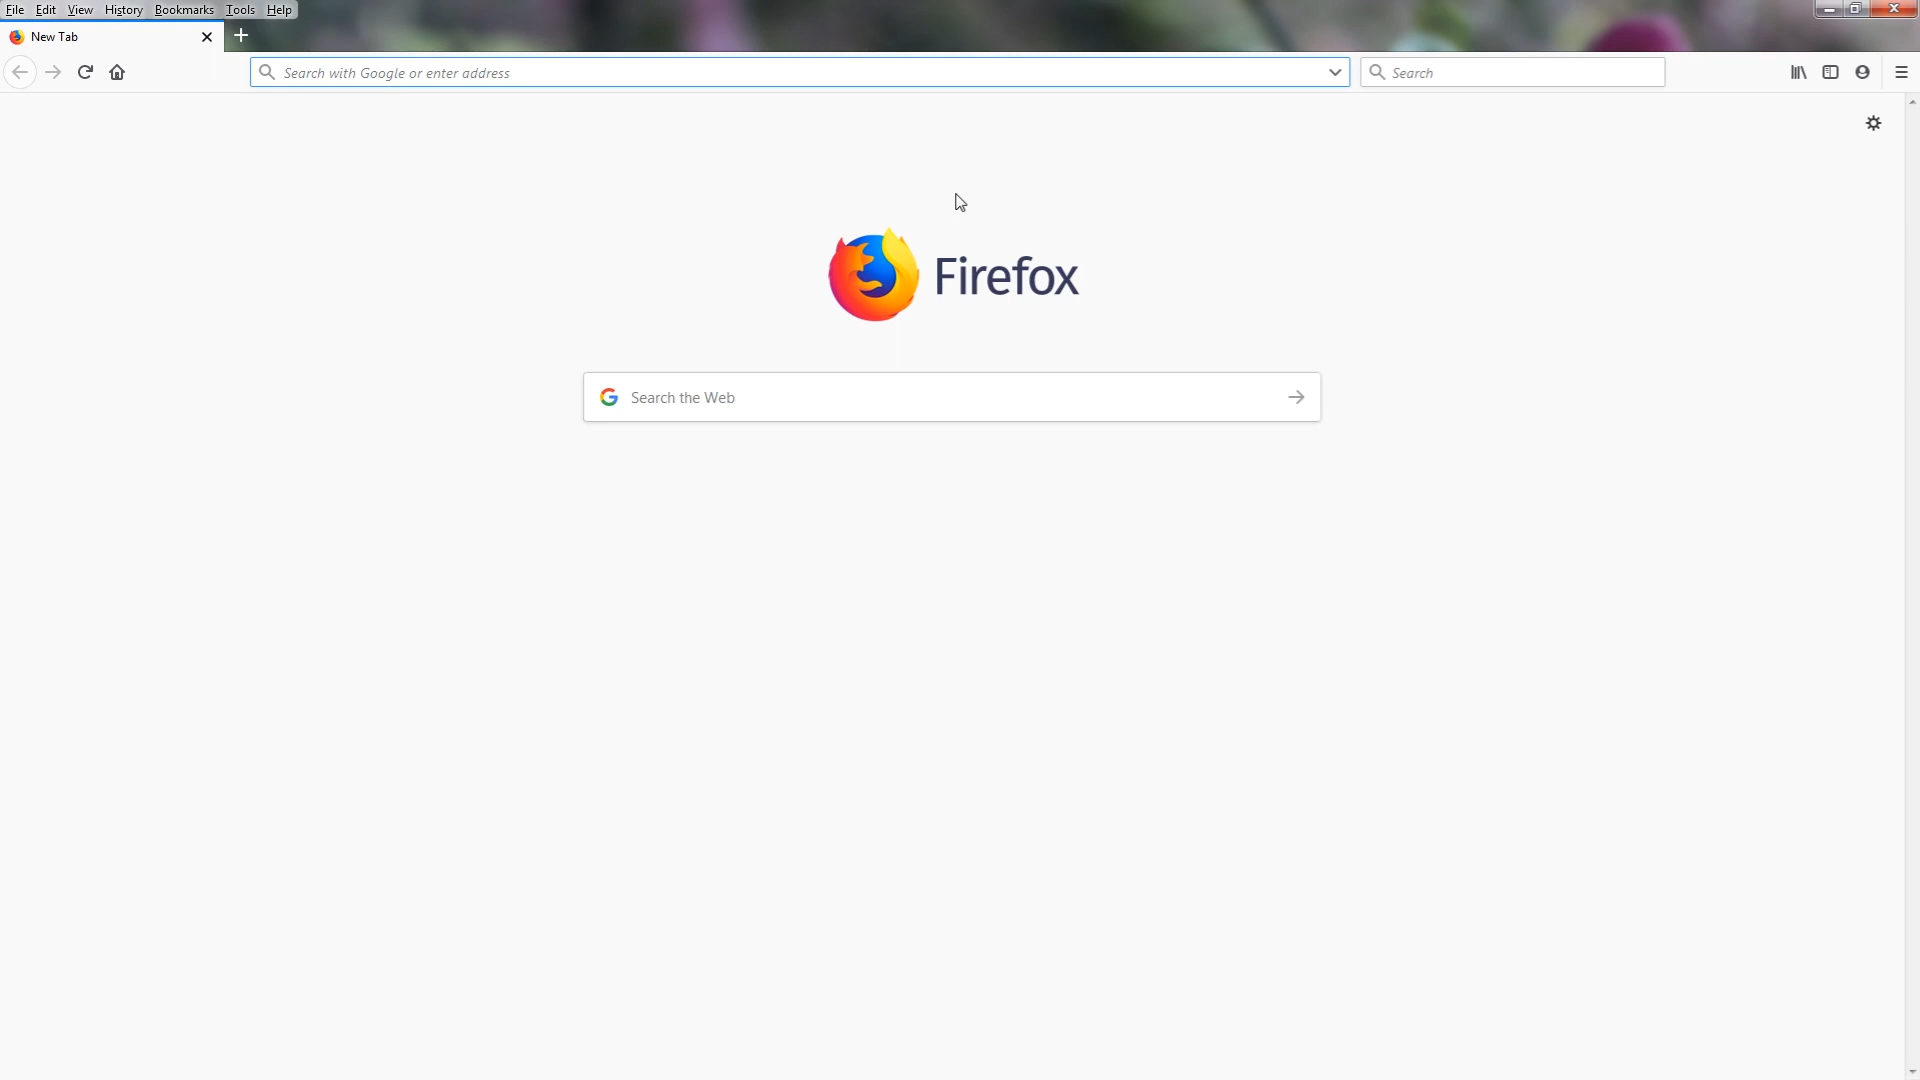 File Edit View History Bookmarks Tools Help
New Tab
Search with Google or enter address
Search
Firefox
Search the Web